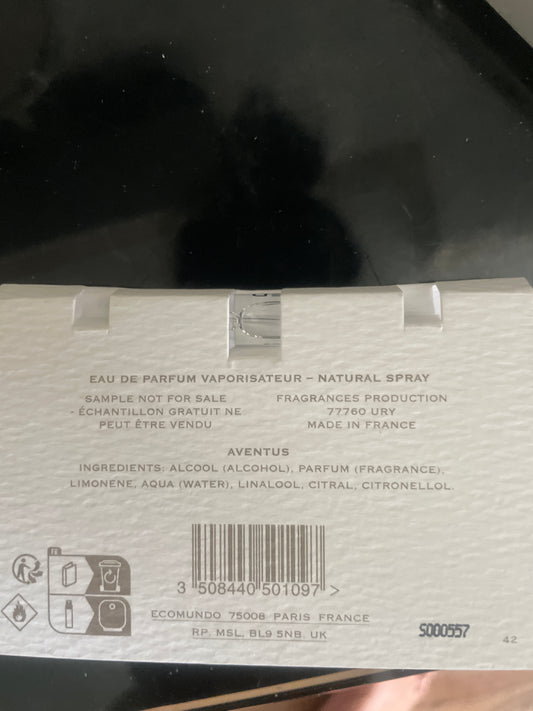 EAU DE PARFUM VAPORISATEUR – NATURAL SPRAY
SAMPLE NOT FOR SALE
- ÉCHANTILLON GRATUIT NE
PEUT ÊTRE VENDU
FRAGRANCES PRODUCTION
77760 URY
MADE IN FRANCE
AVENTUS
INGREDIENTS: ALCOOL (ALCOHOL), PARFUM (FRAGRANCE),
LIMONENE, AQUA (WATER), LINALOOL, CITRAL, CITRONELLOL.
FR
3 508440 501097 >
ECOMUNDO 75008 PARIS FRANCE
RP, MSL, BL9 5NB. UK
S000557
42